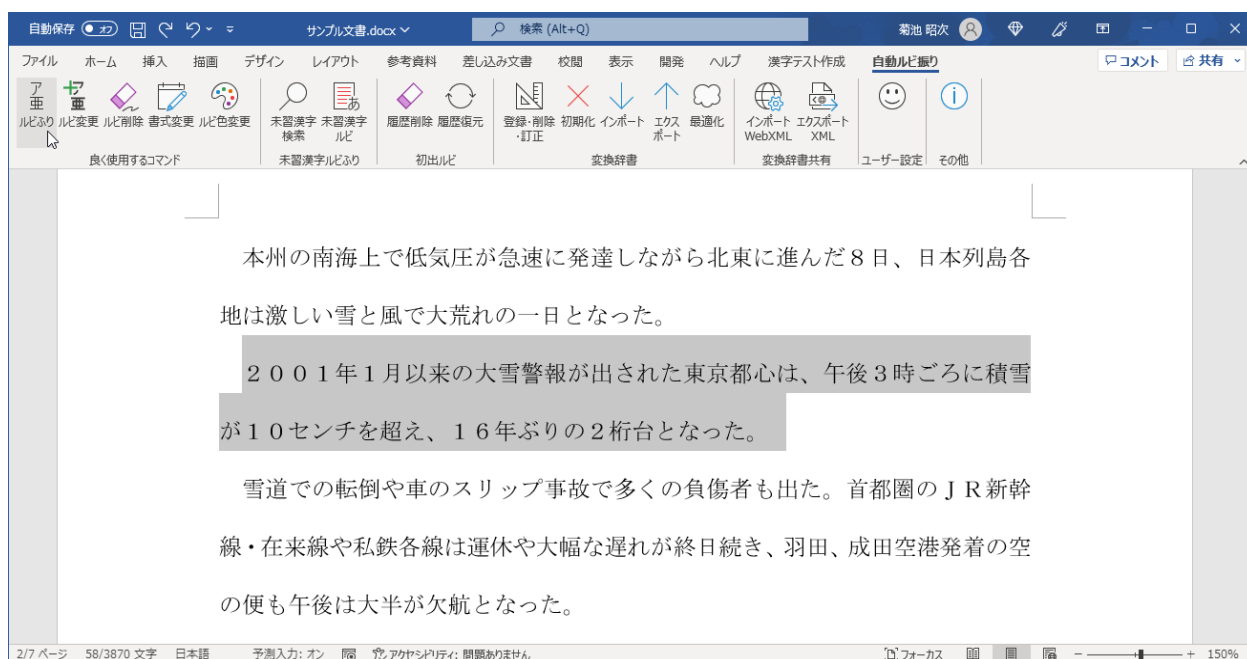 自動保存 オフ サンプル文書.docx 検索 (Alt+Q) 菊池 昭次
ファイル ホーム 挿入 描画 デザイン レイアウト 参考資料 差し込み文書 校閲 表示 開発 ヘルプ 漢字テスト作成 自動ルビ振り コメント 共有
ア亜 ルビふり ルビ変更 ルビ削除 書式変更 ルビ色変更 未習漢字検索 未習漢字ルビ 履歴削除 履歴復元 登録・削除・訂正 初期化 インポート エクスポート 最適化 インポートWebXML エクスポートXML
良く使用するコマンド 未習漢字ルビふり 初出ルビ 変換辞書 変換辞書共有 ユーザー設定 その他
本州の南海上で低気圧が急速に発達しながら北東に進んだ８日、日本列島各
地は激しい雪と風で大荒れの一日となった。
２００１年１月以来の大雪警報が出された東京都心は、午後３時ごろに積雪
が１０センチを超え、１６年ぶりの２桁台となった。
雪道での転倒や車のスリップ事故で多くの負傷者も出た。首都圏のＪＲ新幹
線・在来線や私鉄各線は運休や大幅な遅れが終日続き、羽田、成田空港発着の空
の便も午後は大半が欠航となった。
2/7 ページ 58/3870 文字 日本語 予測入力: オン アクセシビリティ: 問題ありません フォーカス 150%